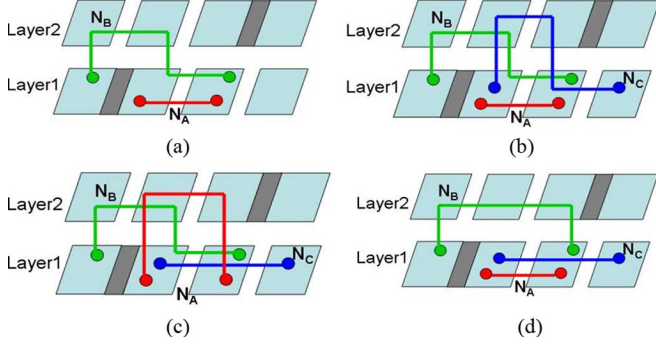 Layer2
N_B
Layer1
N_A
(a)
Layer2
N_B
Layer1
N_A
N_C
(b)
Layer2
N_B
Layer1
N_A
N_C
(c)
Layer2
N_B
Layer1
N_A
N_C
(d)